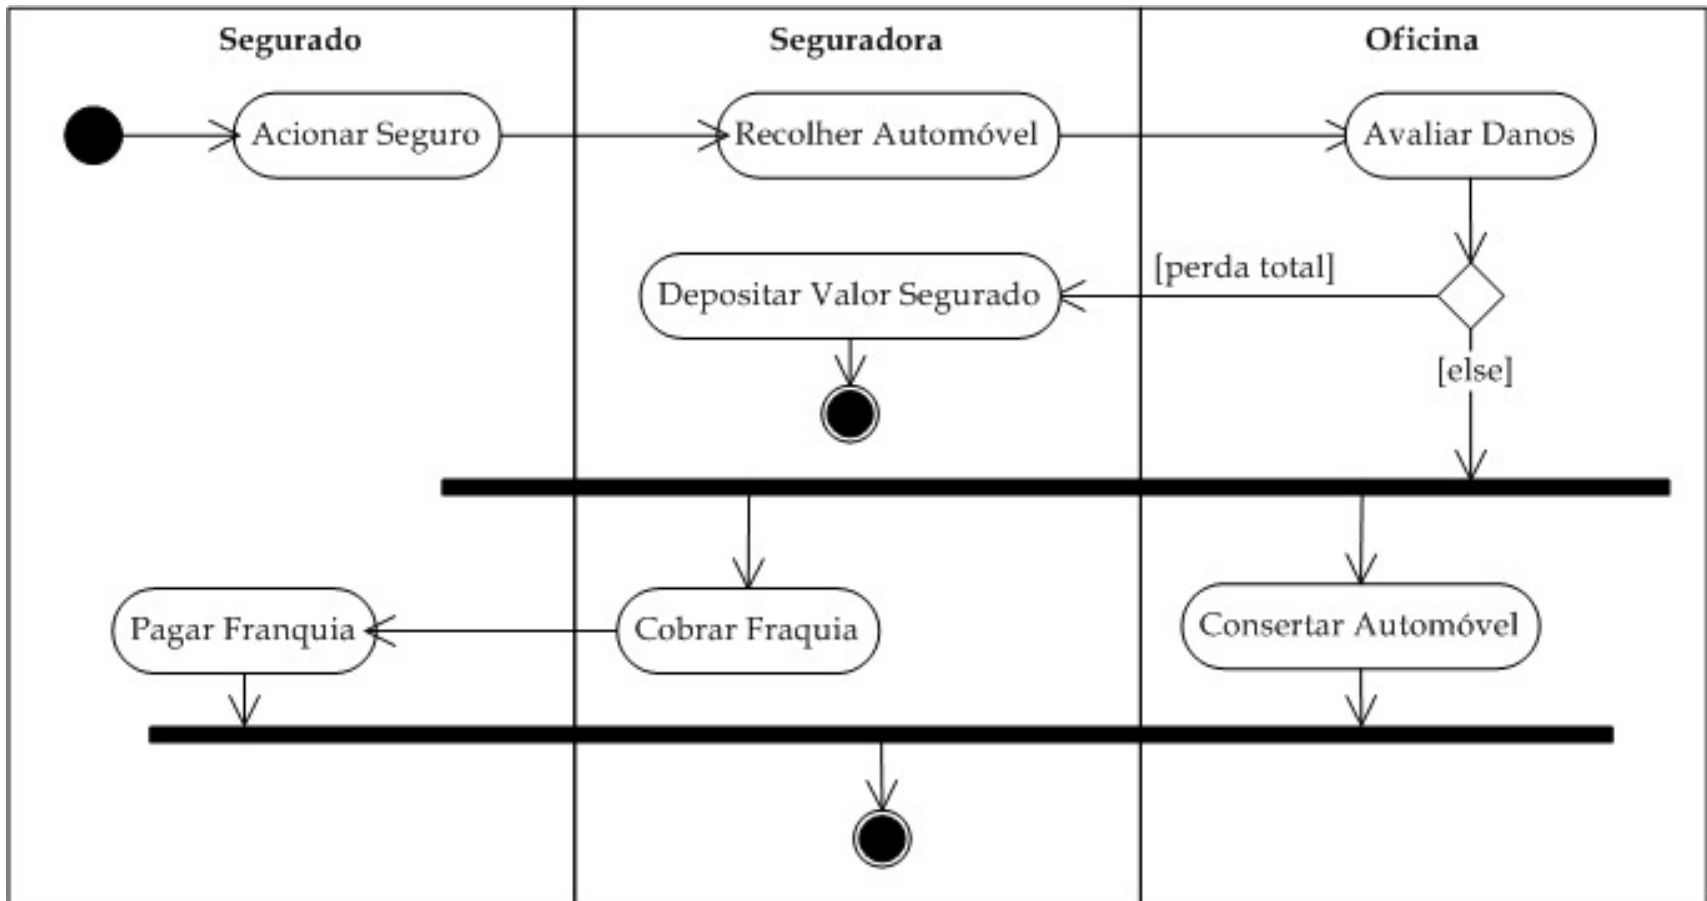 Segurado
Seguradora
Oficina
Acionar Seguro
Recolher Automóvel
Avaliar Danos
[perda total]
Depositar Valor Segurado
[else]
Pagar Franquia
Cobrar Fraquia
Consertar Automóvel